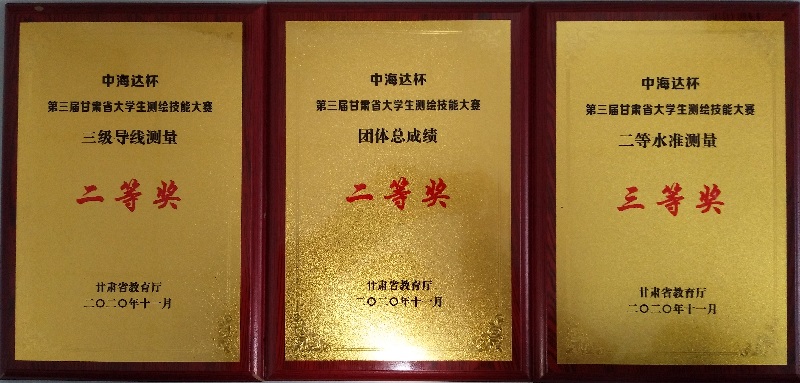 中海达杯
第三届甘肃省大学生测绘技能大赛
三级导线测量
二等奖
甘肃省教育厅
二〇二〇年十一月
中海达杯
第三届甘肃省大学生测绘技能大赛
团体总成绩
二等奖
甘肃省教育厅
二〇二〇年十一月
中海达杯
第三届甘肃省大学生测绘技能大赛
二等水准测量
三等奖
甘肃省教育厅
二〇二〇年十一月